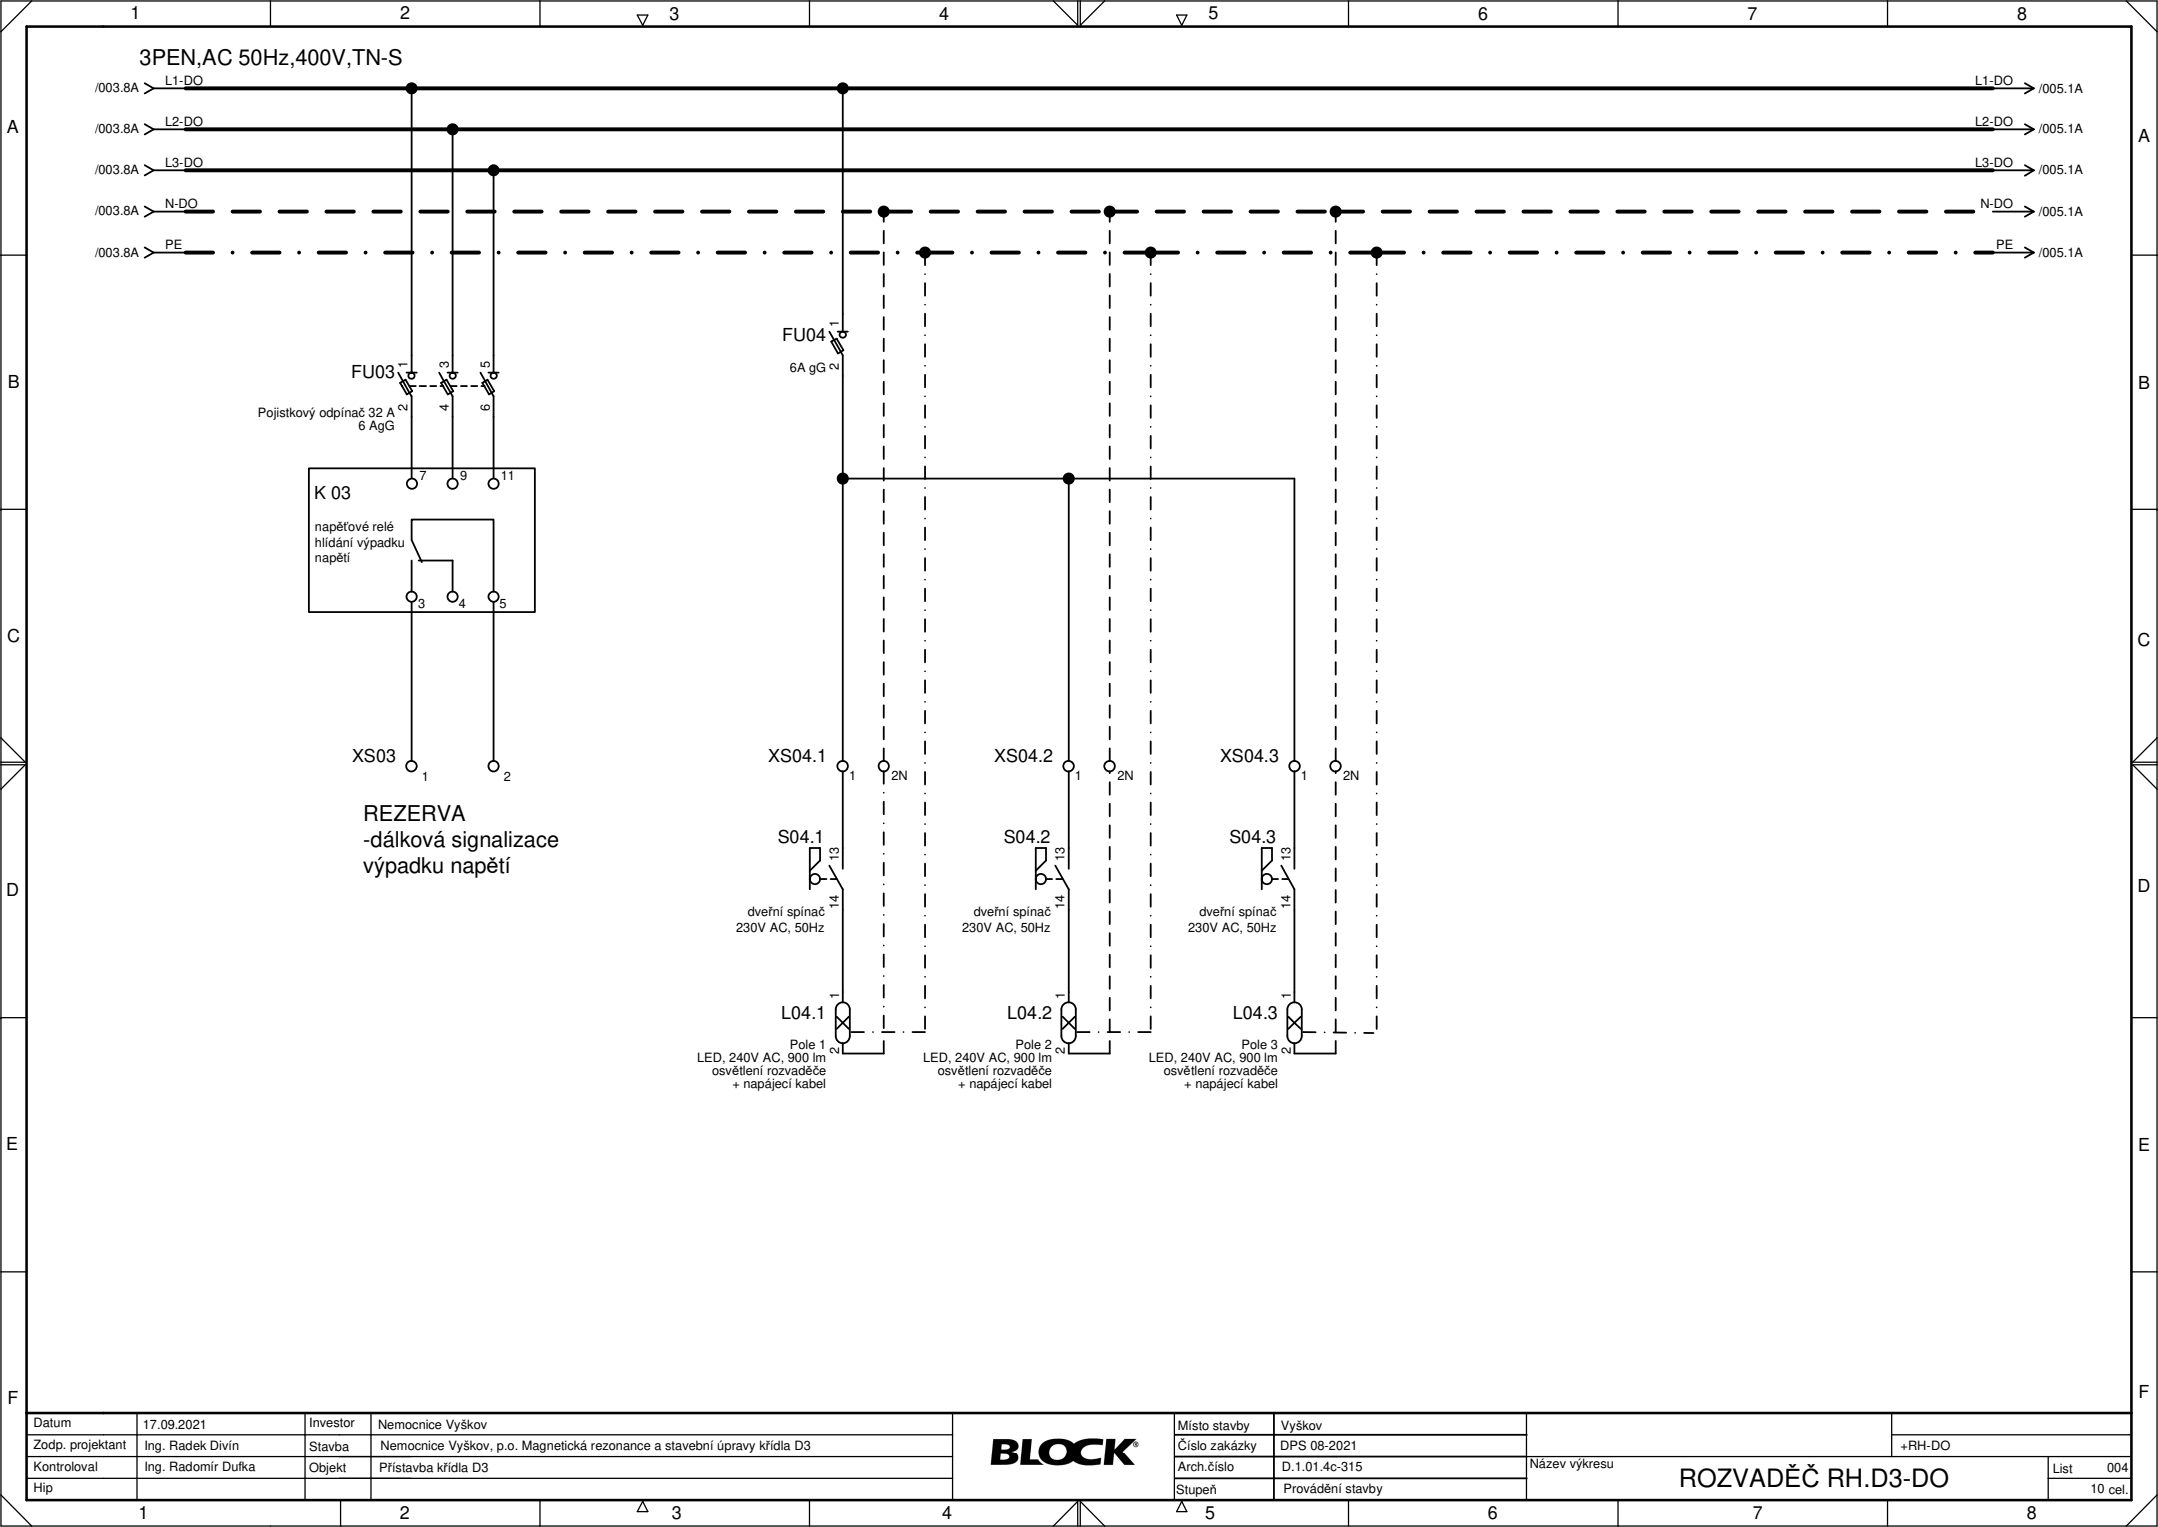 1 2 3 4 5 6 7 8
3PEN,AC 50Hz,400V,TN-S
/003.8A L1-DO L1-DO /005.1A
A /003.8A L2-DO L2-DO /005.1A A
/003.8A L3-DO L3-DO /005.1A
/003.8A N-DO N-DO /005.1A
/003.8A PE PE /005.1A
FU04 1
6A gG 2
B B
FU03 1 3 5
2 4 6
Pojistkový odpínač 32 A
6 AgG
7 9 11
K 03
napěťové relé
hlídání výpadku
napětí
3 4 5
C C
XS03 1 2
XS04.1 1 2N
XS04.2 1 2N
XS04.3 1 2N
REZERVA
-dálková signalizace
výpadku napětí
D D
S04.1 13
14
dveřní spínač
230V AC, 50Hz
S04.2 13
14
dveřní spínač
230V AC, 50Hz
S04.3 13
14
dveřní spínač
230V AC, 50Hz
L04.1 1
2
Pole 1
LED, 240V AC, 900 lm
osvětlení rozvaděče
+ napájecí kabel
L04.2 1
2
Pole 2
LED, 240V AC, 900 lm
osvětlení rozvaděče
+ napájecí kabel
L04.3 1
2
Pole 3
LED, 240V AC, 900 lm
osvětlení rozvaděče
+ napájecí kabel
E E
F F
Datum 17.09.2021 Investor Nemocnice Vyškov
Zodp. projektant Ing. Radek Divín Stavba Nemocnice Vyškov, p.o. Magnetická rezonance a stavební úpravy křídla D3
Kontroloval Ing. Radomír Dufka Objekt Přístavba křídla D3
Hip
BLOCK®
Místo stavby Vyškov
Číslo zakázky DPS 08-2021
Arch.číslo D.1.01.4c-315
Stupeň Provádění stavby
+RH-DO
Název výkresu
ROZVADĚČ RH.D3-DO
List 004
10 cel.
1 2 3 4 5 6 7 8